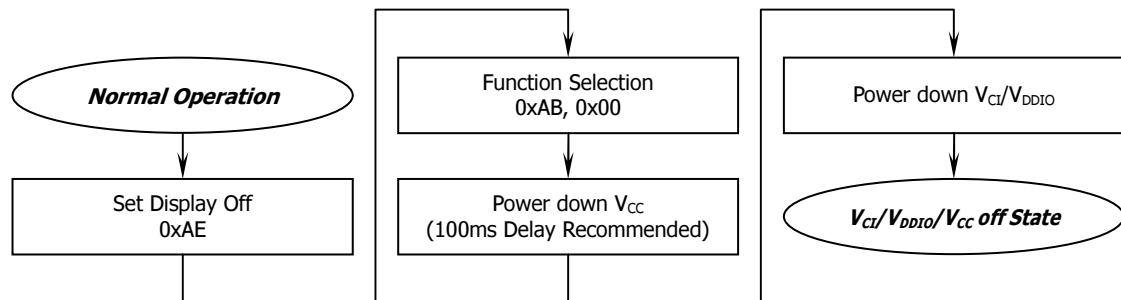 Normal Operation
Set Display Off
0xAE
Function Selection
0xAB, 0x00
Power down VCC
(100ms Delay Recommended)
Power down VCI/VDDIO
VCI/VDDIO/VCC off State